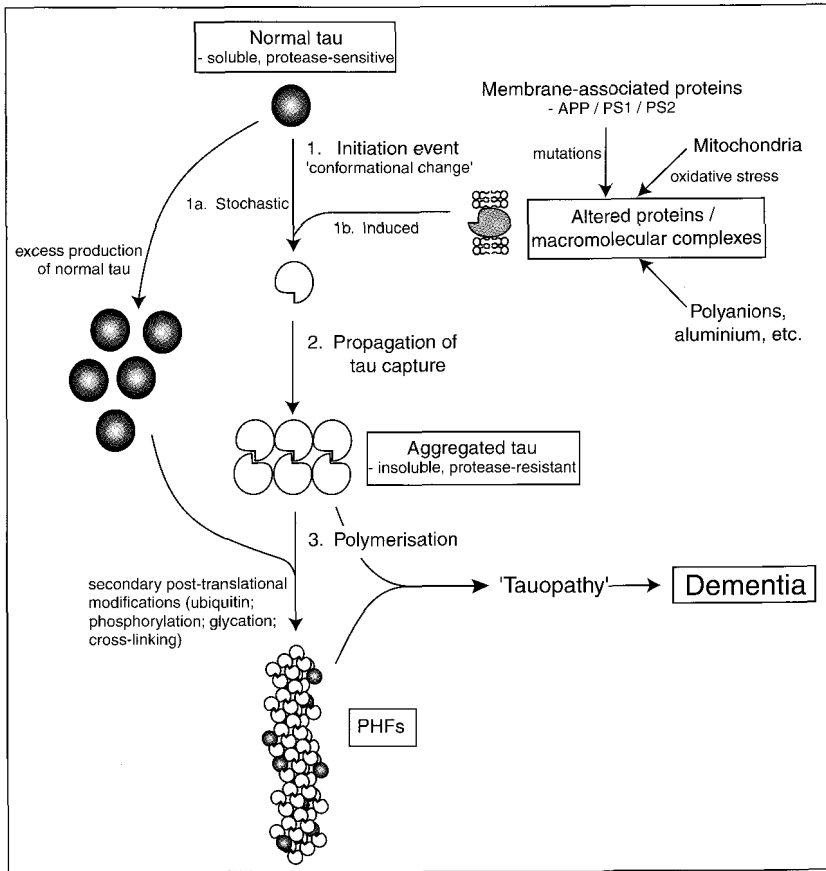 Normal tau
- soluble, protease-sensitive
Membrane-associated proteins
- APP / PS1 / PS2
1. Initiation event
'conformational change'
mutations
Mitochondria
oxidative stress
1a. Stochastic
1b. Induced
Altered proteins /
macromolecular complexes
excess production
of normal tau
Polyanions,
aluminium, etc.
2. Propagation of
tau capture
Aggregated tau
- insoluble, protease-resistant
3. Polymerisation
secondary post-translational
modifications (ubiquitin;
phosphorylation; glycation;
cross-linking)
'Tauopathy'
Dementia
PHFs